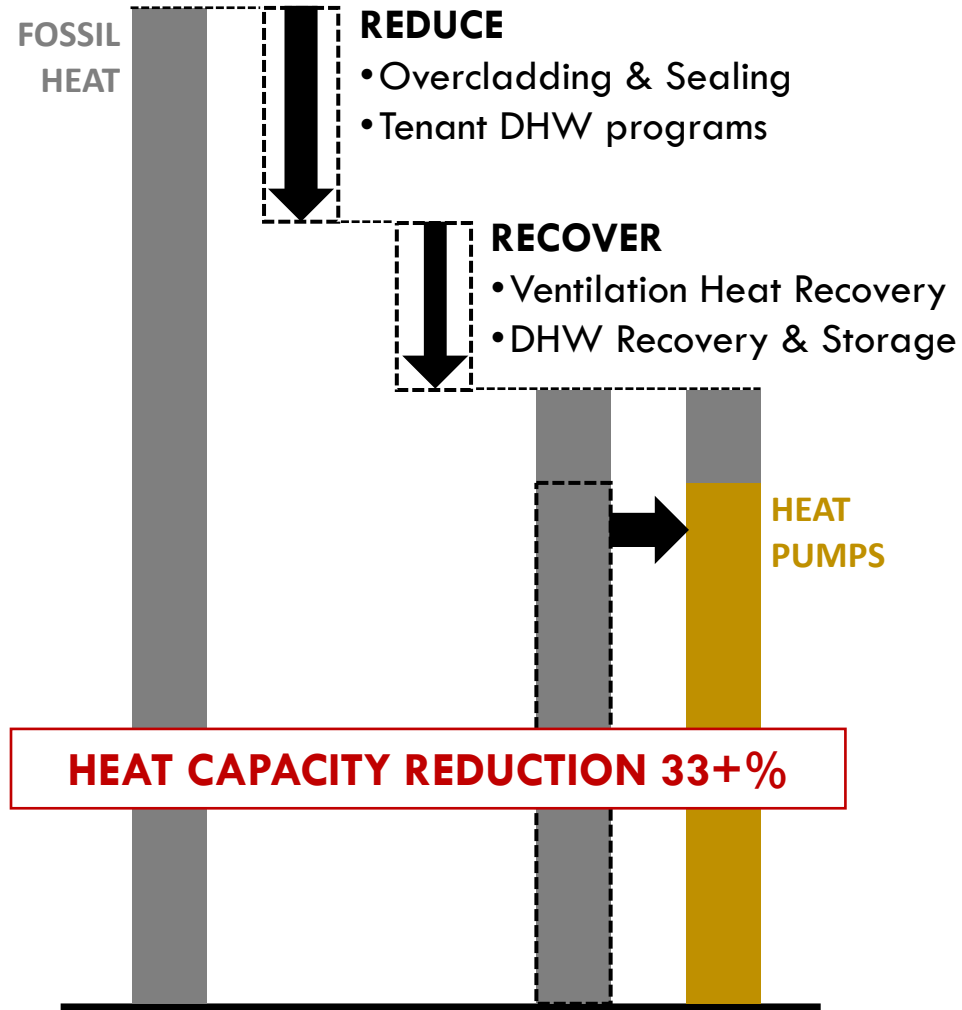 FOSSIL
HEAT
REDUCE
•Overcladding & Sealing
•Tenant DHW programs
RECOVER
•Ventilation Heat Recovery
•DHW Recovery & Storage
HEAT
PUMPS
HEAT CAPACITY REDUCTION 33+%